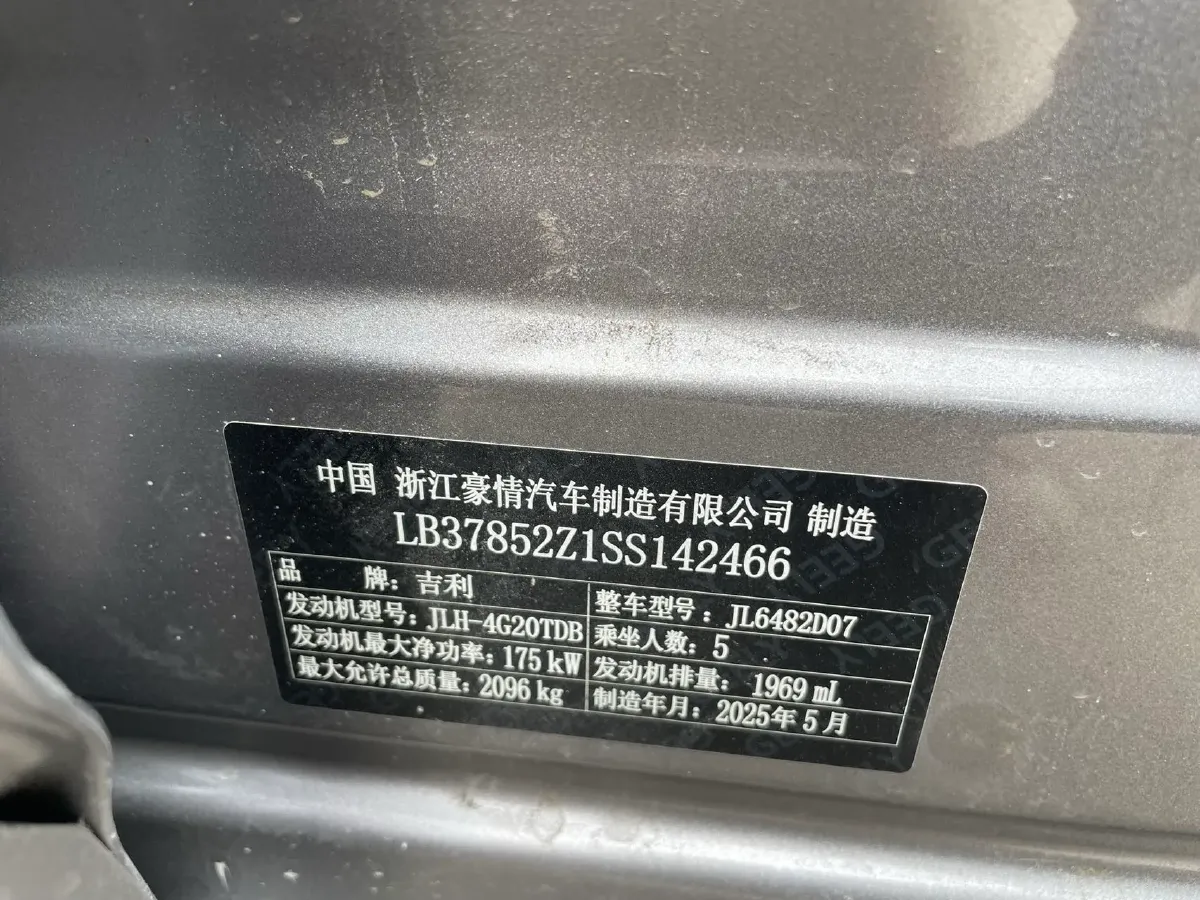 中国 浙江豪情汽车制造有限公司 制造
LB37852Z1SS142466
品 牌：吉利
整车型号：JL6482D07
发动机型号：JLH-4G20TDB
乘坐人数：5
发动机最大净功率：175 kW
发动机排量：1969 mL
最大允许总质量：2096 kg
制造年月：2025年5月